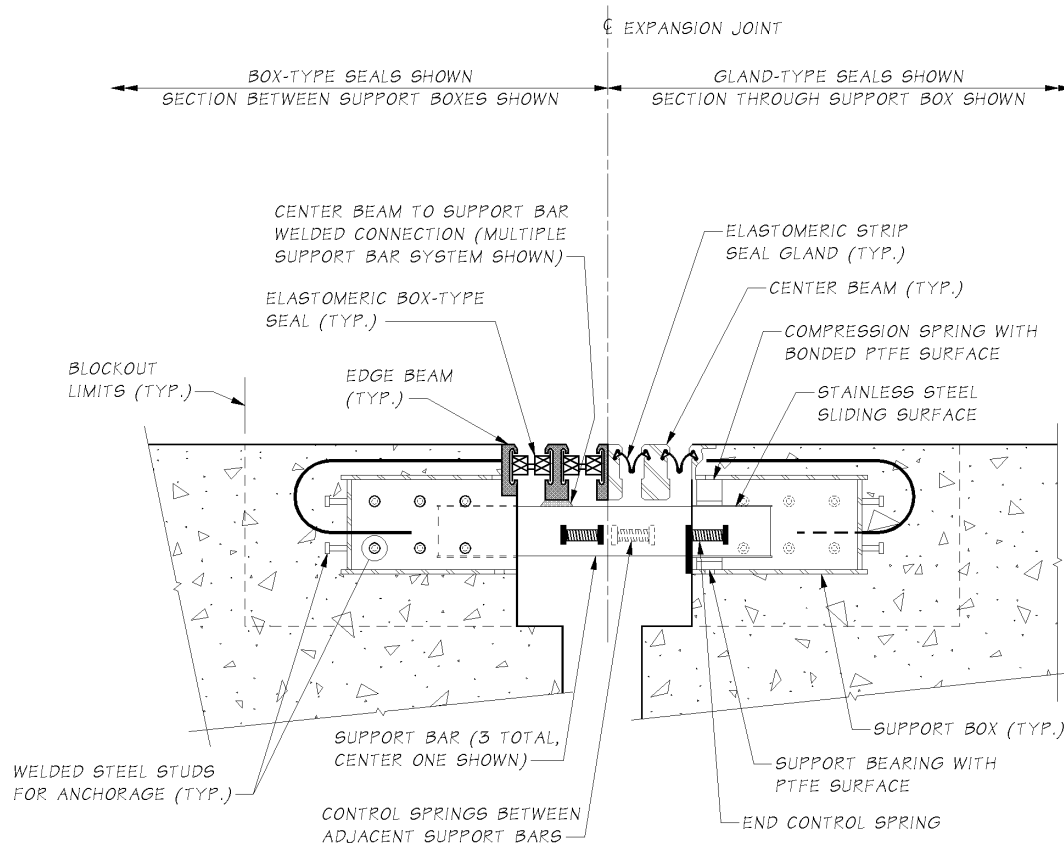 ℄ EXPANSION JOINT
BOX-TYPE SEALS SHOWN
SECTION BETWEEN SUPPORT BOXES SHOWN
GLAND-TYPE SEALS SHOWN
SECTION THROUGH SUPPORT BOX SHOWN
CENTER BEAM TO SUPPORT BAR
WELDED CONNECTION (MULTIPLE
SUPPORT BAR SYSTEM SHOWN)
ELASTOMERIC STRIP
SEAL GLAND (TYP.)
ELASTOMERIC BOX-TYPE
SEAL (TYP.)
CENTER BEAM (TYP.)
COMPRESSION SPRING WITH
BONDED PTFE SURFACE
BLOCKOUT
LIMITS (TYP.)
EDGE BEAM
(TYP.)
STAINLESS STEEL
SLIDING SURFACE
SUPPORT BAR (3 TOTAL,
CENTER ONE SHOWN)
SUPPORT BOX (TYP.)
WELDED STEEL STUDS
FOR ANCHORAGE (TYP.)
SUPPORT BEARING WITH
PTFE SURFACE
CONTROL SPRINGS BETWEEN
ADJACENT SUPPORT BARS
END CONTROL SPRING